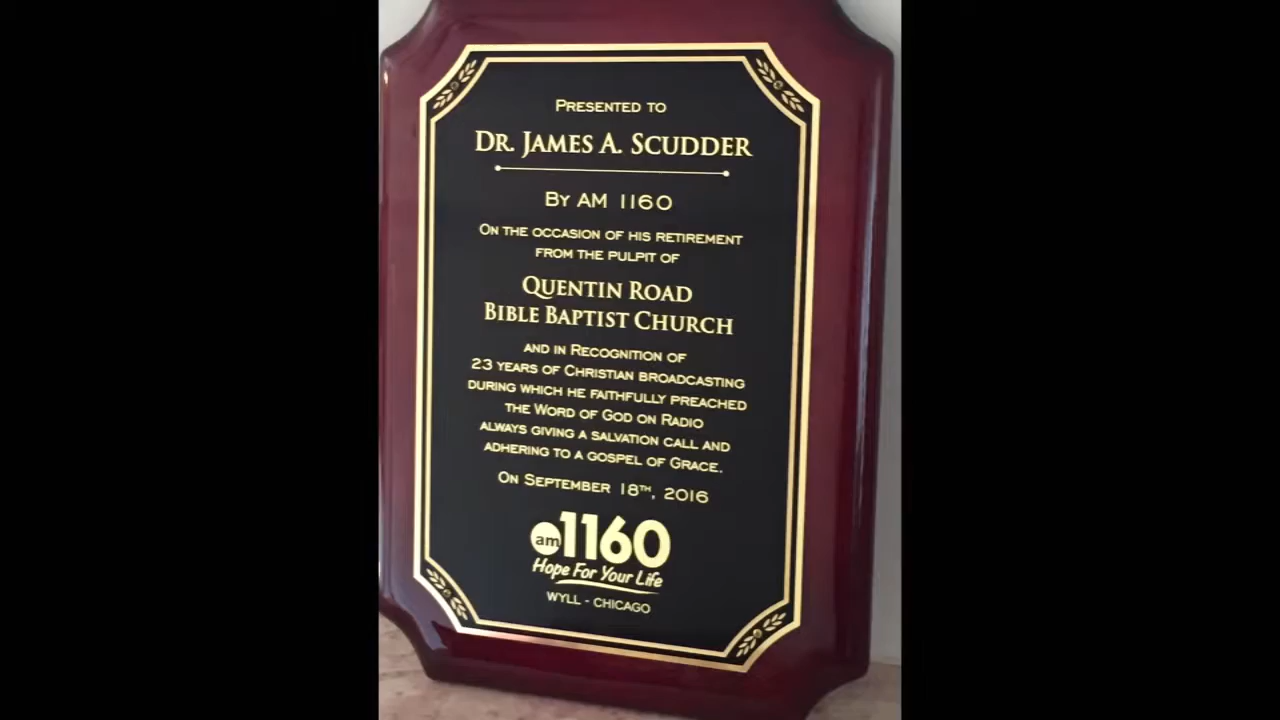 Presented to
Dr. James A. Scudder
By AM 1160
On the occasion of his retirement
from the pulpit of
Quentin Road
Bible Baptist Church
and in Recognition of
23 years of Christian broadcasting
during which he faithfully preached
the Word of God on Radio
always giving a salvation call and
adhering to a gospel of Grace.
On September 18th, 2016
am1160
Hope For Your Life
WYLL - CHICAGO